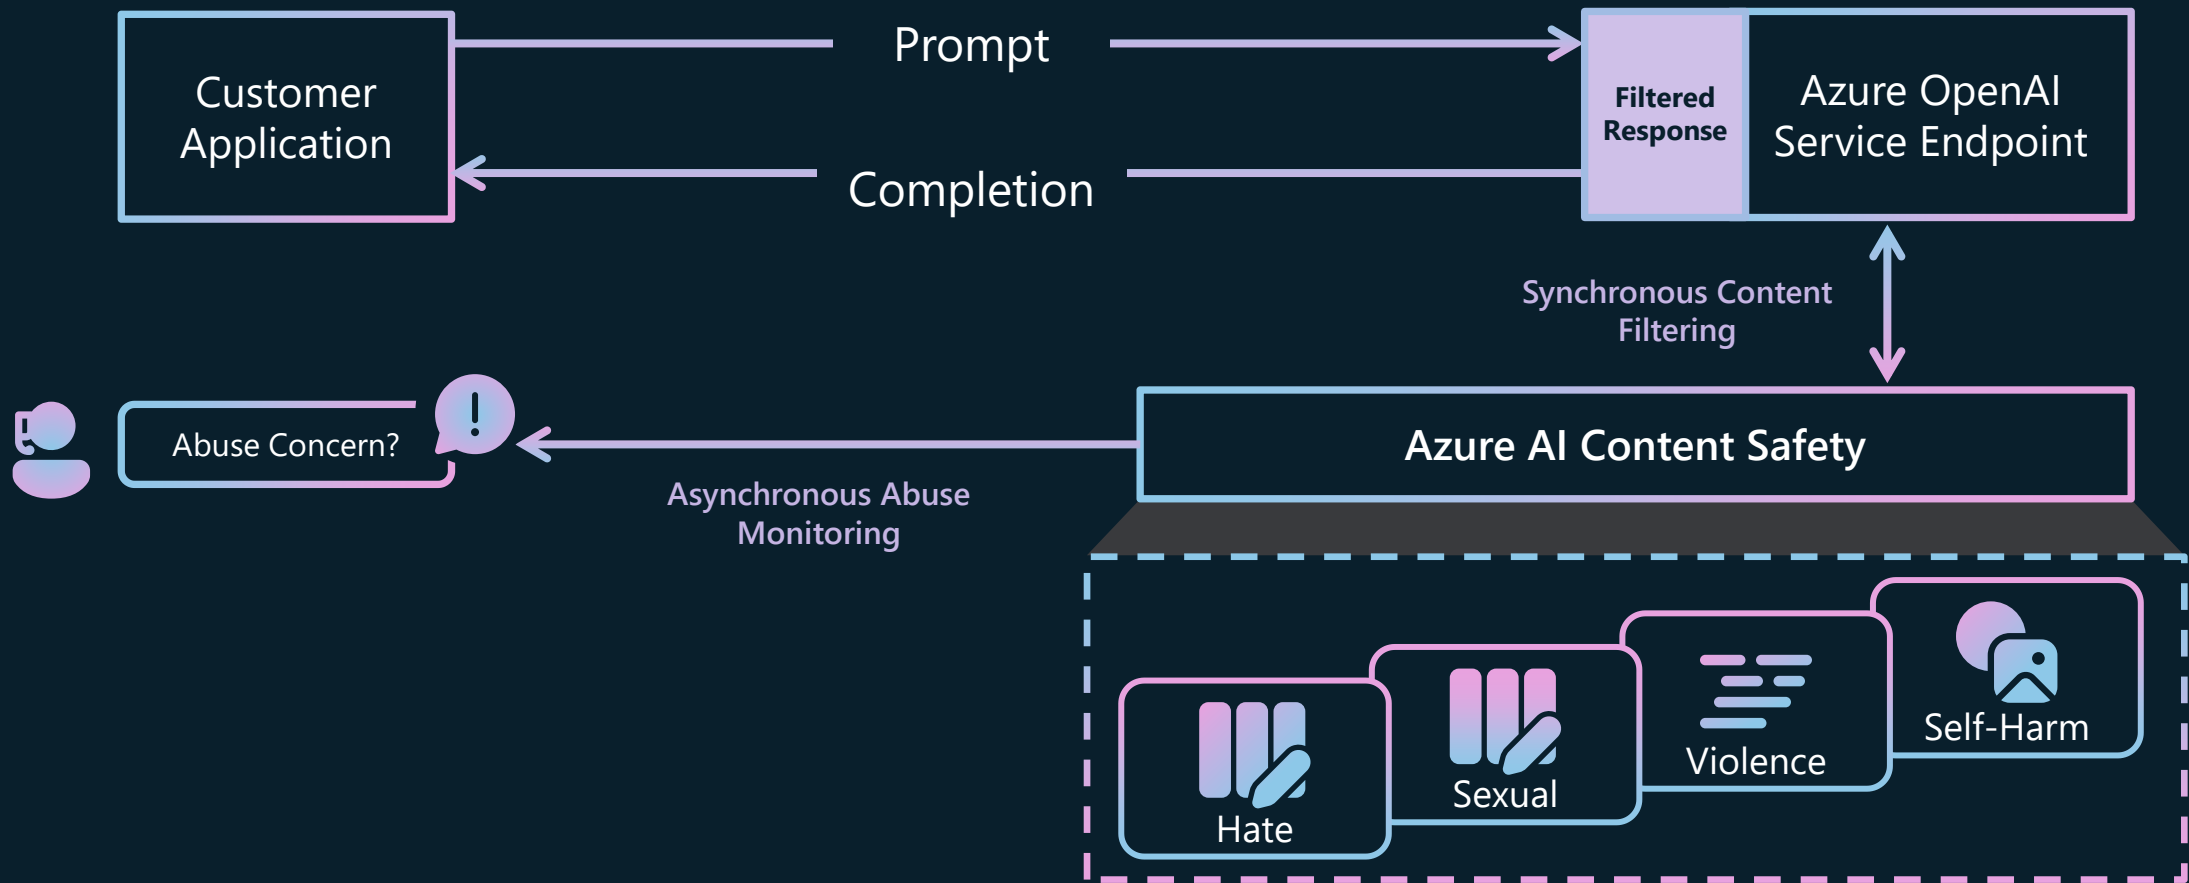 Prompt
Customer
Application
Filtered
Response
Azure OpenAI
Service Endpoint
Completion
Synchronous Content
Filtering
Abuse Concern?
!
Azure AI Content Safety
Asynchronous Abuse
Monitoring
Hate
Sexual
Violence
Self-Harm